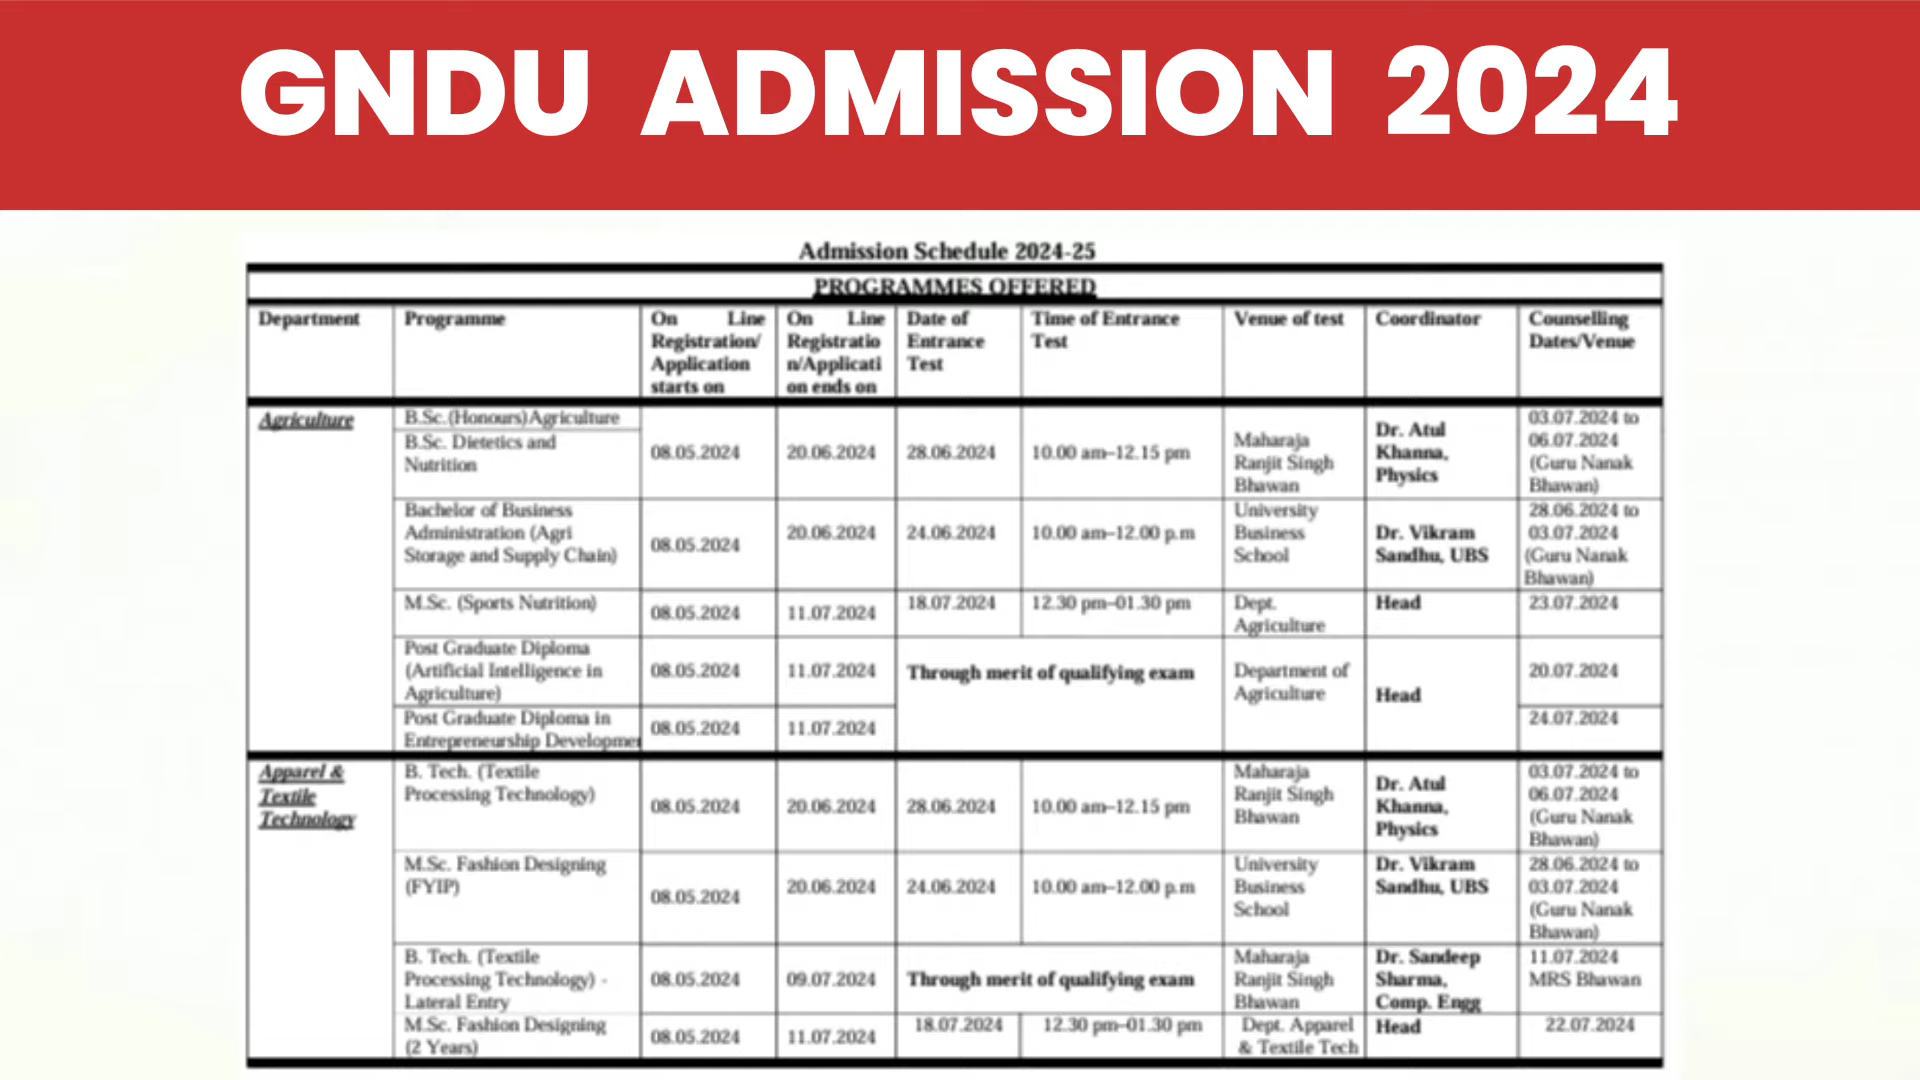 GNDU ADMISSION 2024
Admission Schedule 2024-25
PROGRAMMES OFFERED
Department
Programme
On Line
Registration/
Application
starts on
On Line
Registratio
n/Applicati
on ends on
Date of
Entrance
Test
Time of Entrance
Test
Venue of test
Coordinator
Counselling
Dates/Venue
Agriculture
B.Sc.(Honours)Agriculture
B.Sc. Dietetics and
Nutrition
08.05.2024
20.06.2024
28.06.2024
10.00 am–12.15 pm
Maharaja
Ranjit Singh
Bhawan
Dr. Atul
Khanna,
Physics
03.07.2024 to
06.07.2024
(Guru Nanak
Bhawan)
Bachelor of Business
Administration (Agri
Storage and Supply Chain)
08.05.2024
20.06.2024
24.06.2024
10.00 am–12.00 p.m
University
Business
School
Dr. Vikram
Sandhu, UBS
28.06.2024 to
03.07.2024
(Guru Nanak
Bhawan)
M.Sc. (Sports Nutrition)
08.05.2024
11.07.2024
18.07.2024
12.30 pm–01.30 pm
Dept.
Agriculture
Head
23.07.2024
Post Graduate Diploma
(Artificial Intelligence in
Agriculture)
08.05.2024
11.07.2024
Through merit of qualifying exam
Department of
Agriculture
Head
20.07.2024
Post Graduate Diploma in
Entrepreneurship Developmen
08.05.2024
11.07.2024
24.07.2024
Apparel &
Textile
Technology
B. Tech. (Textile
Processing Technology)
08.05.2024
20.06.2024
28.06.2024
10.00 am–12.15 pm
Maharaja
Ranjit Singh
Bhawan
Dr. Atul
Khanna,
Physics
03.07.2024 to
06.07.2024
(Guru Nanak
Bhawan)
M.Sc. Fashion Designing
(FYIP)
08.05.2024
20.06.2024
24.06.2024
10.00 am–12.00 p.m
University
Business
School
Dr. Vikram
Sandhu, UBS
28.06.2024 to
03.07.2024
(Guru Nanak
Bhawan)
B. Tech. (Textile
Processing Technology) -
Lateral Entry
08.05.2024
09.07.2024
Through merit of qualifying exam
Maharaja
Ranjit Singh
Bhawan
Dr. Sandeep
Sharma,
Comp. Engg
11.07.2024
MRS Bhawan
M.Sc. Fashion Designing
(2 Years)
08.05.2024
11.07.2024
18.07.2024
12.30 pm–01.30 pm
Dept. Apparel
& Textile Tech
Head
22.07.2024